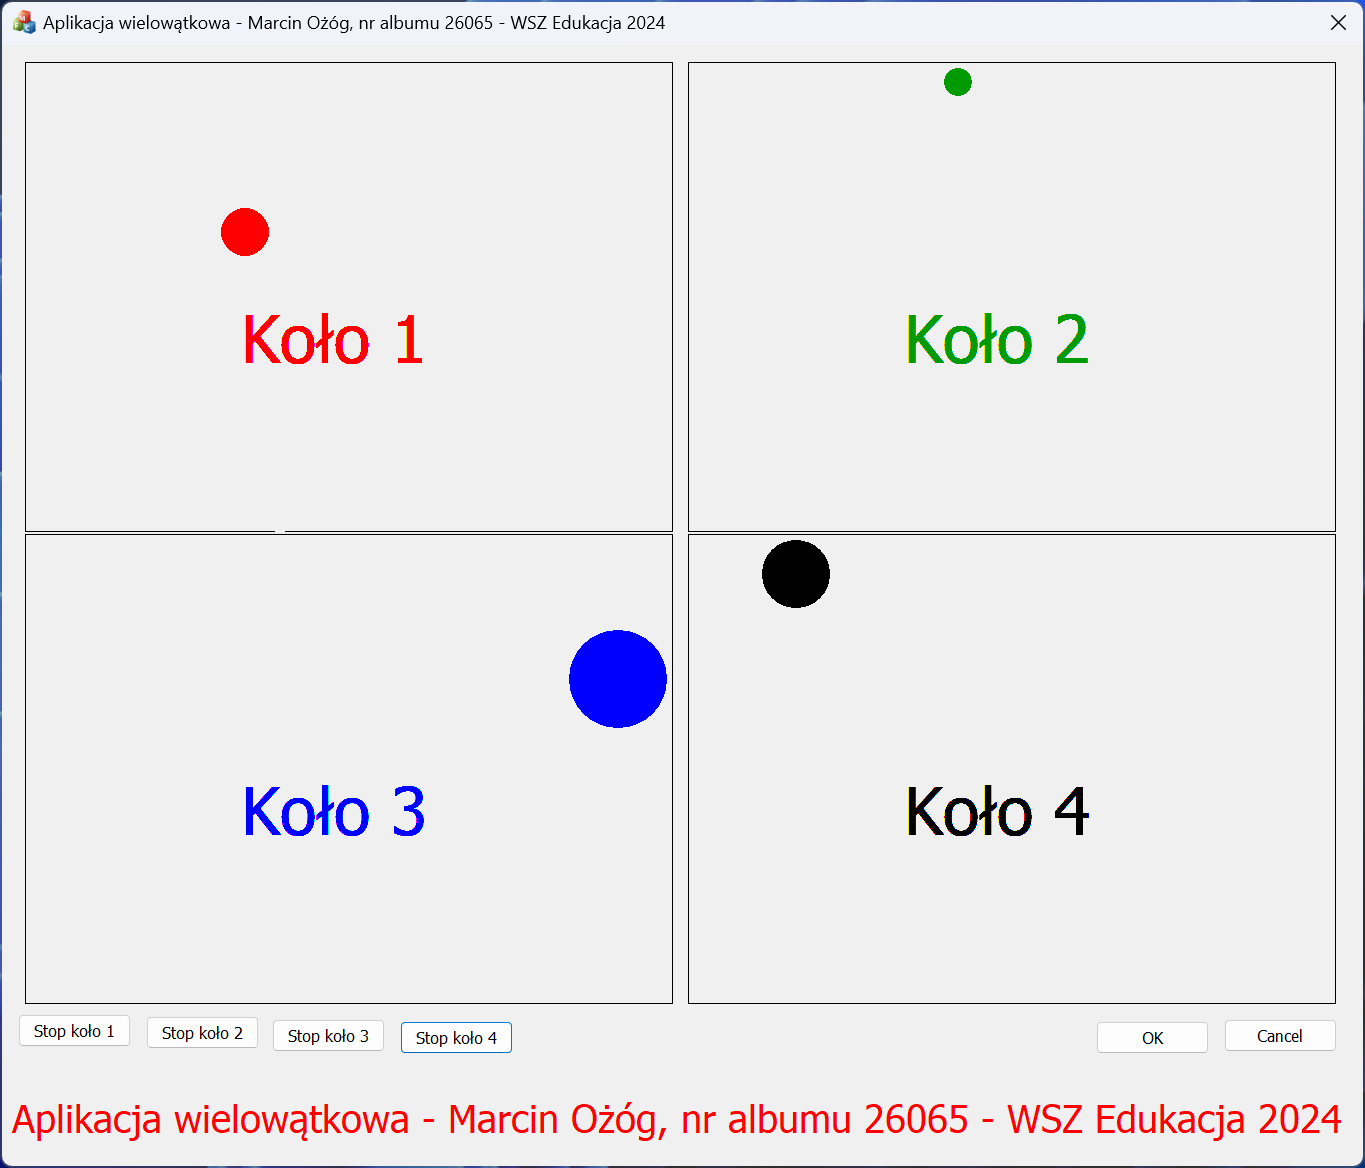 Aplikacja wielowątkowa - Marcin Ożóg, nr albumu 26065 - WSZ Edukacja 2024
Koło 1
Koło 2
Koło 3
Koło 4
Stop koło 1
Stop koło 2
Stop koło 3
Stop koło 4
OK
Cancel
Aplikacja wielowątkowa - Marcin Ożóg, nr albumu 26065 - WSZ Edukacja 2024